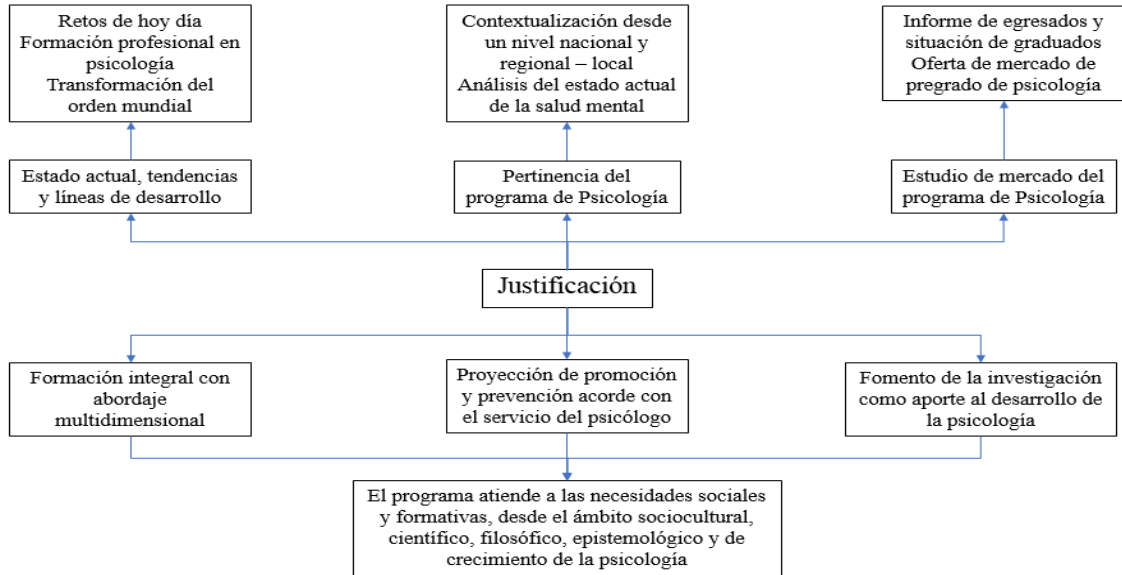 Retos de hoy día
Formación profesional en
psicología
Transformación del
orden mundial
Contextualización desde
un nivel nacional y
regional – local
Análisis del estado actual
de la salud mental
Informe de egresados y
situación de graduados
Oferta de mercado de
pregrado de psicología
Estado actual, tendencias
y líneas de desarrollo
Pertinencia del
programa de Psicología
Estudio de mercado del
programa de Psicología
Justificación
Formación integral con
abordaje
multidimensional
Proyección de promoción
y prevención acorde con
el servicio del psicólogo
Fomento de la investigación
como aporte al desarrollo de
la psicología
El programa atiende a las necesidades sociales
y formativas, desde el ámbito sociocultural,
científico, filosófico, epistemológico y de
crecimiento de la psicología